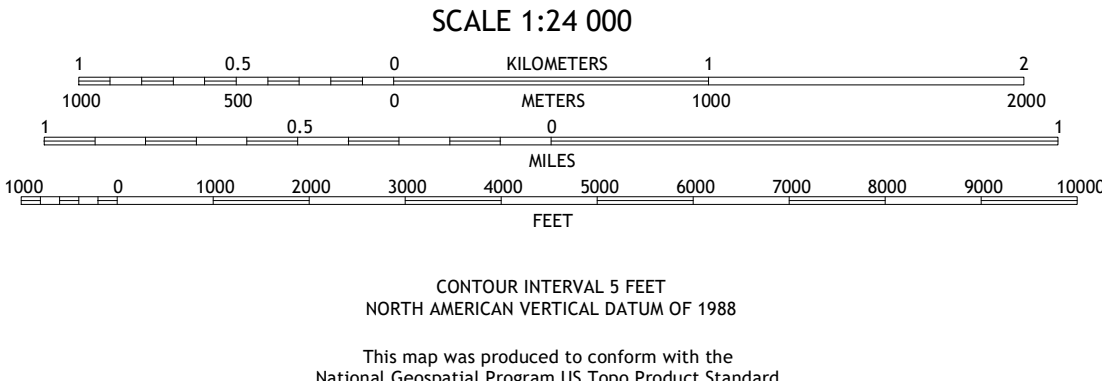 SCALE 1:24 000
1 0.5 0 KILOMETERS 1 2
1000 500 0 METERS 1000 2000
1 0.5 0 1
MILES
1000 0 1000 2000 3000 4000 5000 6000 7000 8000 9000 10000
FEET
CONTOUR INTERVAL 5 FEET
NORTH AMERICAN VERTICAL DATUM OF 1988
This map was produced to conform with the
National Geospatial Program US Topo Product Standard